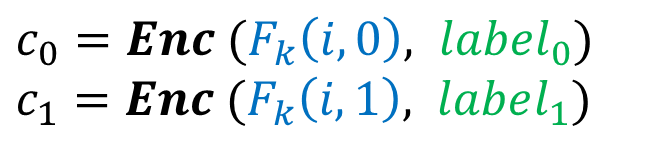 c₀ = Enc (Fₖ(i, 0), label₀)
c₁ = Enc (Fₖ(i, 1), label₁)